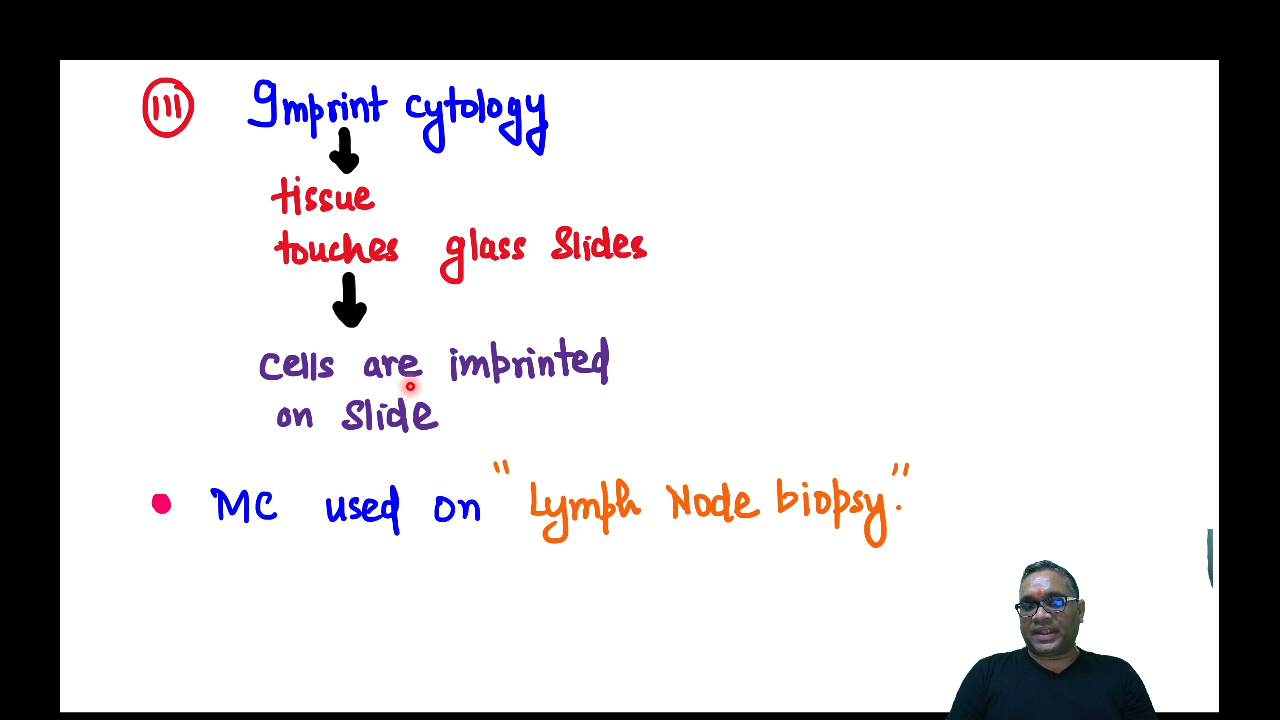 III Imprint cytology
tissue
touches glass slides
cells are imprinted
on slide
• MC used on "Lymph Node biopsy."